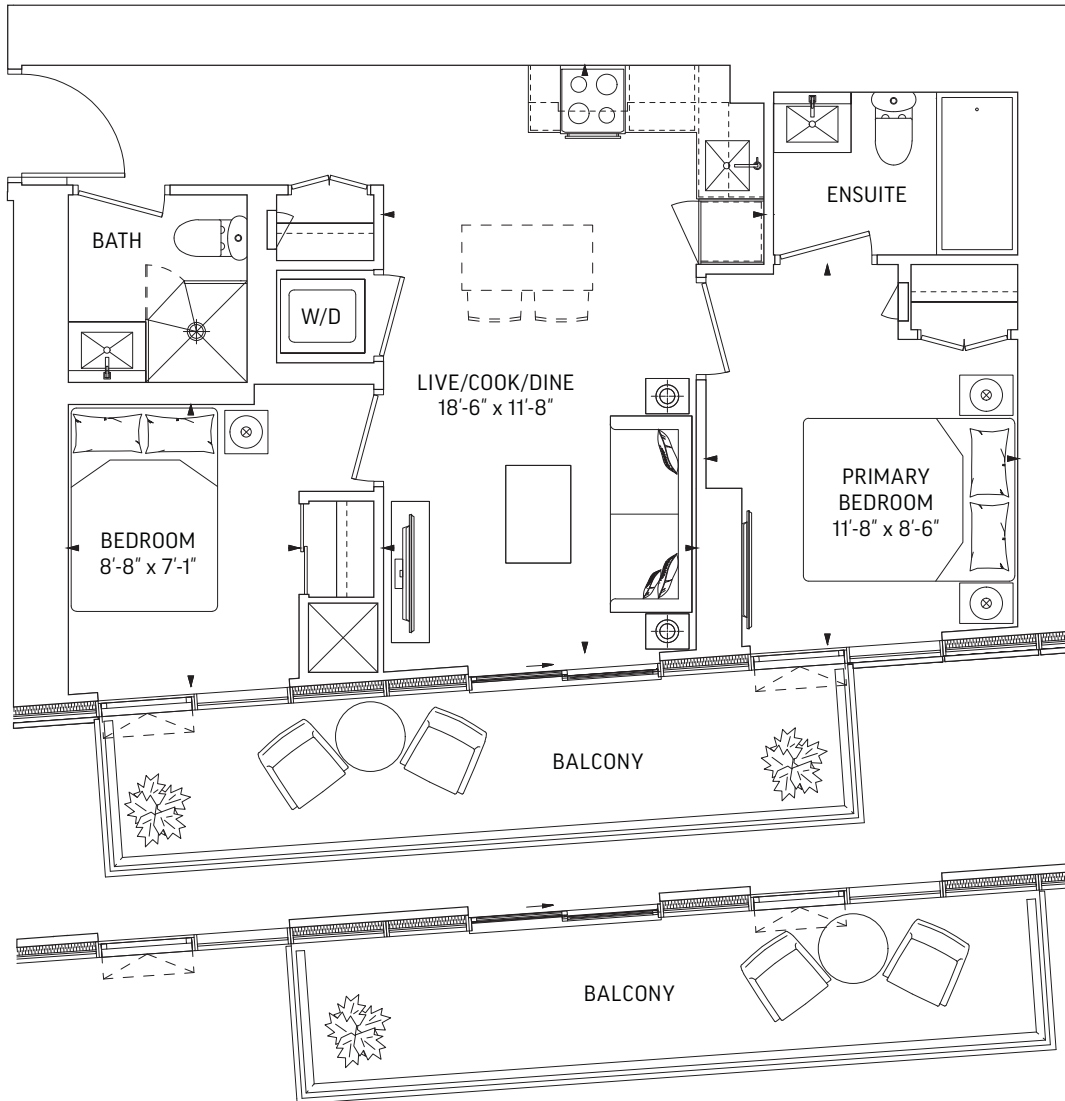 ENSUITE
BATH
W/D
LIVE/COOK/DINE
18'-6" x 11'-8"
PRIMARY
BEDROOM
11'-8" x 8'-6"
BEDROOM
8'-8" x 7'-1"
BALCONY
BALCONY